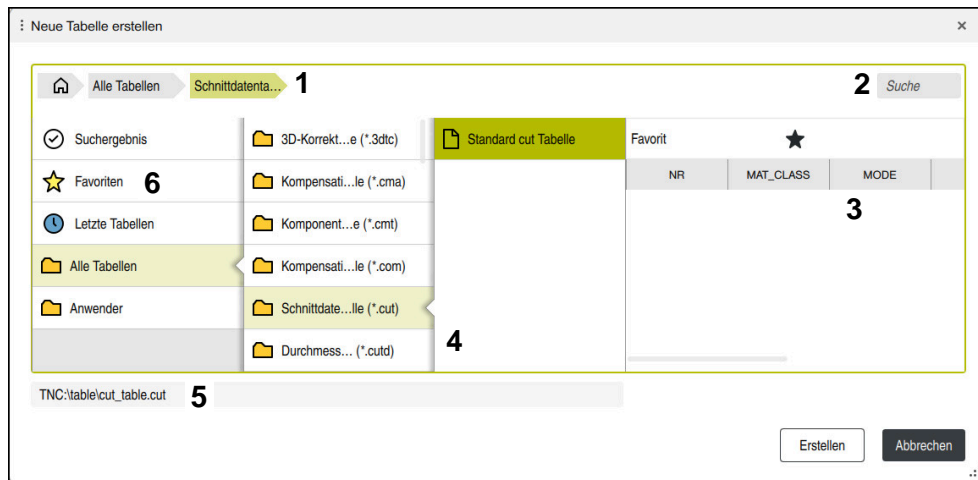 Neue Tabelle erstellen
Alle Tabellen Schnittdatenta... 1 2 Suche
Suchergebnis 3D-Korrekt...e (*.3dtc) Standard cut Tabelle Favorit
Favoriten 6 Kompensati...le (*.cma) NR MAT_CLASS MODE
3
Letzte Tabellen Komponent...e (*.cmt)
Alle Tabellen Kompensati...le (*.com)
Anwender Schnittdate...lle (*.cut)
4
Durchmess... (*.cutd)
TNC:\table\cut_table.cut 5
Erstellen Abbrechen